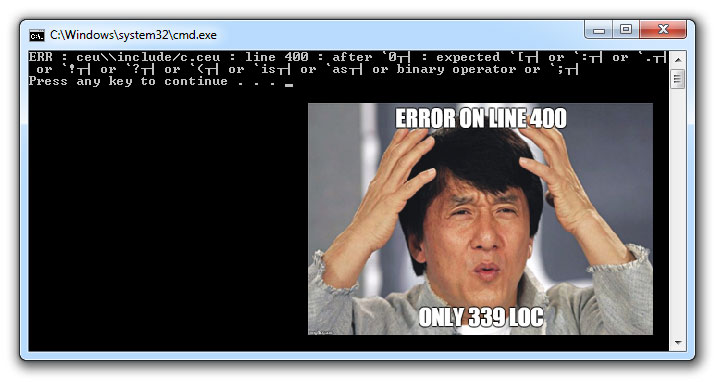 C:\Windows\system32\cmd.exe
ERR : ceu\\include/c.ceu : line 400 : after `0┬┤ : expected `[┬┤ or `:┬┤ or `.┬┤
 or `!┬┤ or `?┬┤ or `(┬┤ or `is┬┤ or `as┬┤ or binary operator or `;┬┤
Press any key to continue . . . _
ERROR ON LINE 400
ONLY 339 LOC